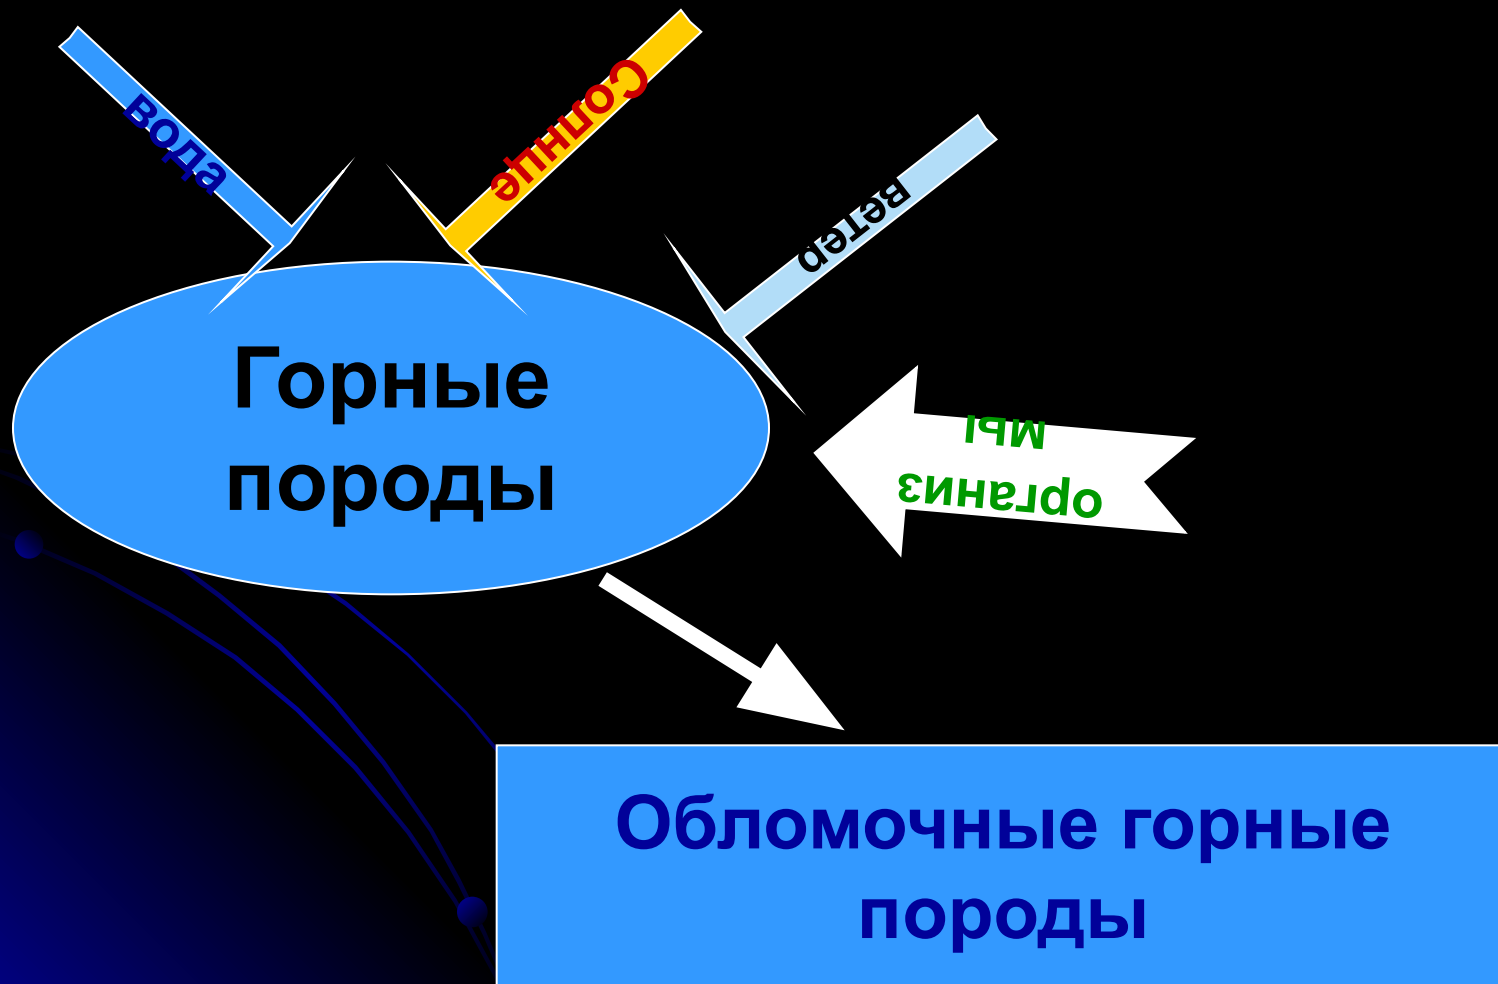 вода
Солнце
ветер
организ
мы
Горные
породы
Обломочные горные
породы